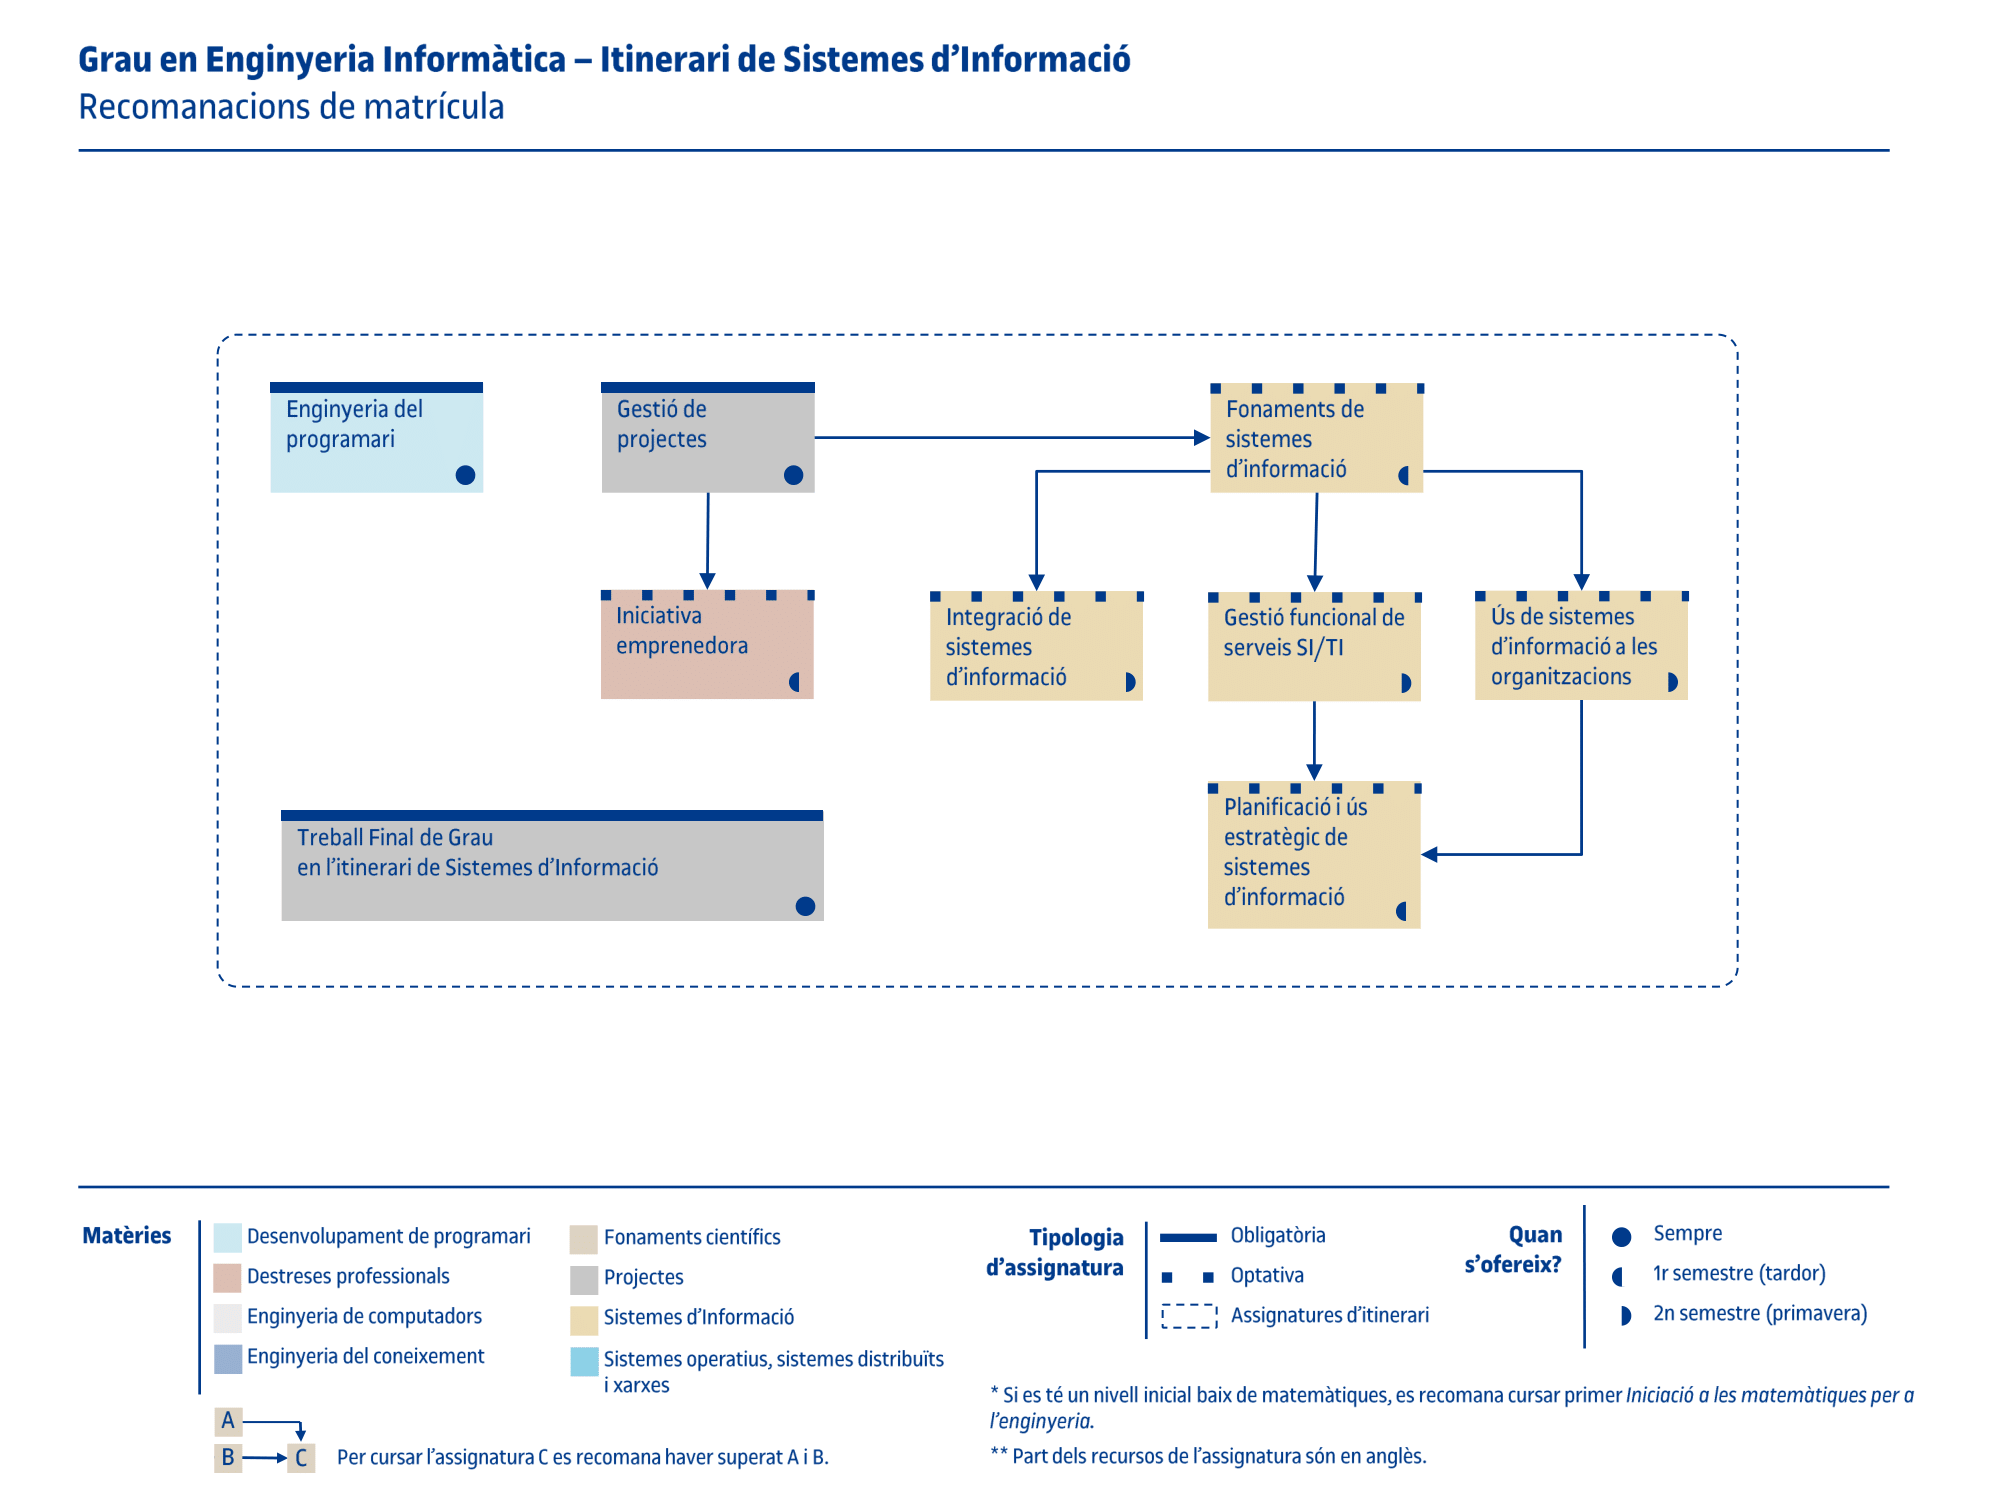 Grau en Enginyeria Informàtica – Itinerari de Sistemes d’Informació
Recomanacions de matrícula
Enginyeria del
programari
Gestió de
projectes
Fonaments de
sistemes
d’informació
Iniciativa
emprenedora
Integració de
sistemes
d’informació
Gestió funcional de
serveis SI/TI
Ús de sistemes
d’informació a les
organitzacions
Treball Final de Grau
en l’itinerari de Sistemes d’Informació
Planificació i ús
estratègic de
sistemes
d’informació
Matèries
Desenvolupament de programari
Destreses professionals
Enginyeria de computadors
Enginyeria del coneixement
Fonaments científics
Projectes
Sistemes d’Informació
Sistemes operatius, sistemes distribuïts
i xarxes
A
B
C
Per cursar l’assignatura C es recomana haver superat A i B.
Tipologia
d’assignatura
Obligatòria
Optativa
Assignatures d’itinerari
Quan
s’ofereix?
Sempre
1r semestre (tardor)
2n semestre (primavera)
* Si es té un nivell inicial baix de matemàtiques, es recomana cursar primer Iniciació a les matemàtiques per a
l’enginyeria.
** Part dels recursos de l’assignatura són en anglès.